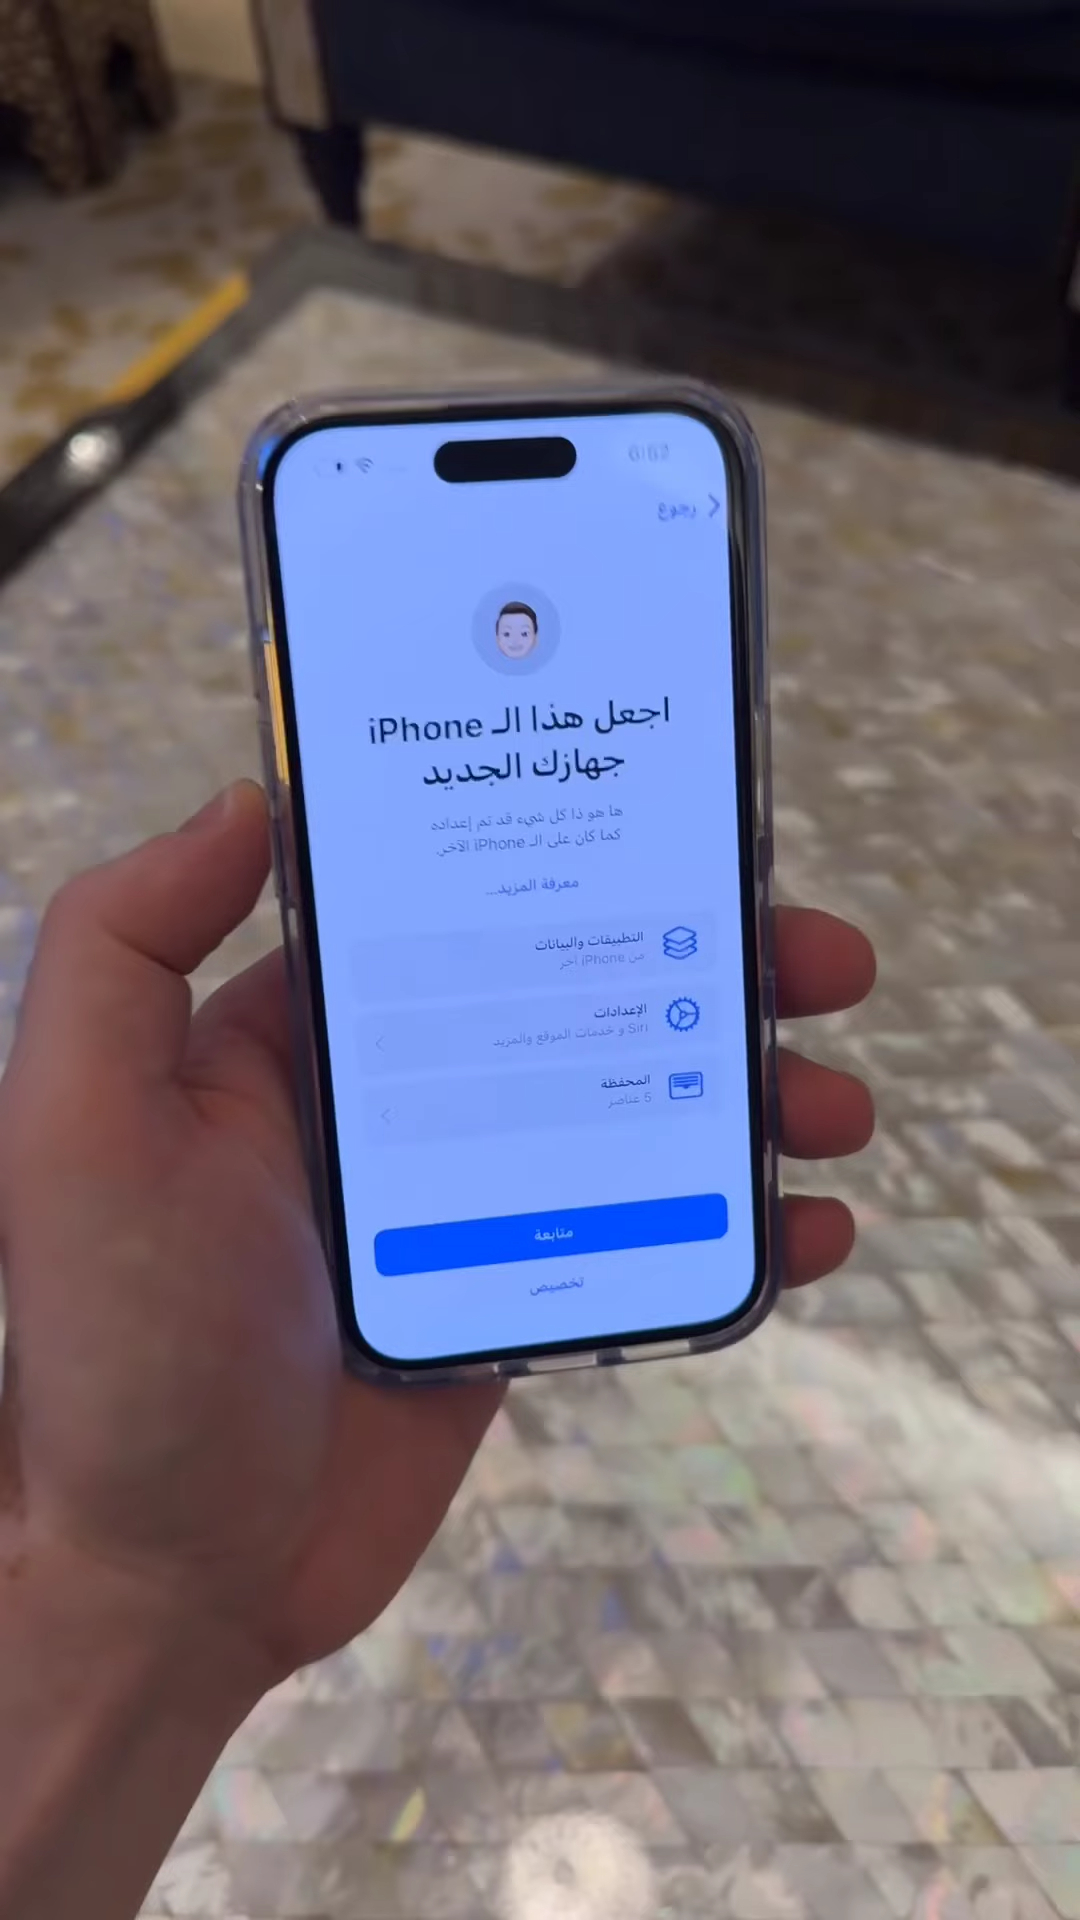 رجوع
اجعل هذا الـ iPhone
جهازك الجديد
ها هو ذا كل شيء قد تم إعداده
كما كان على الـ iPhone الآخر.
معرفة المزيد...
التطبيقات والبيانات
من iPhone آخر
الإعدادات
Siri و خدمات الموقع والمزيد
المحفظة
5 عناصر
متابعة
تخصيص